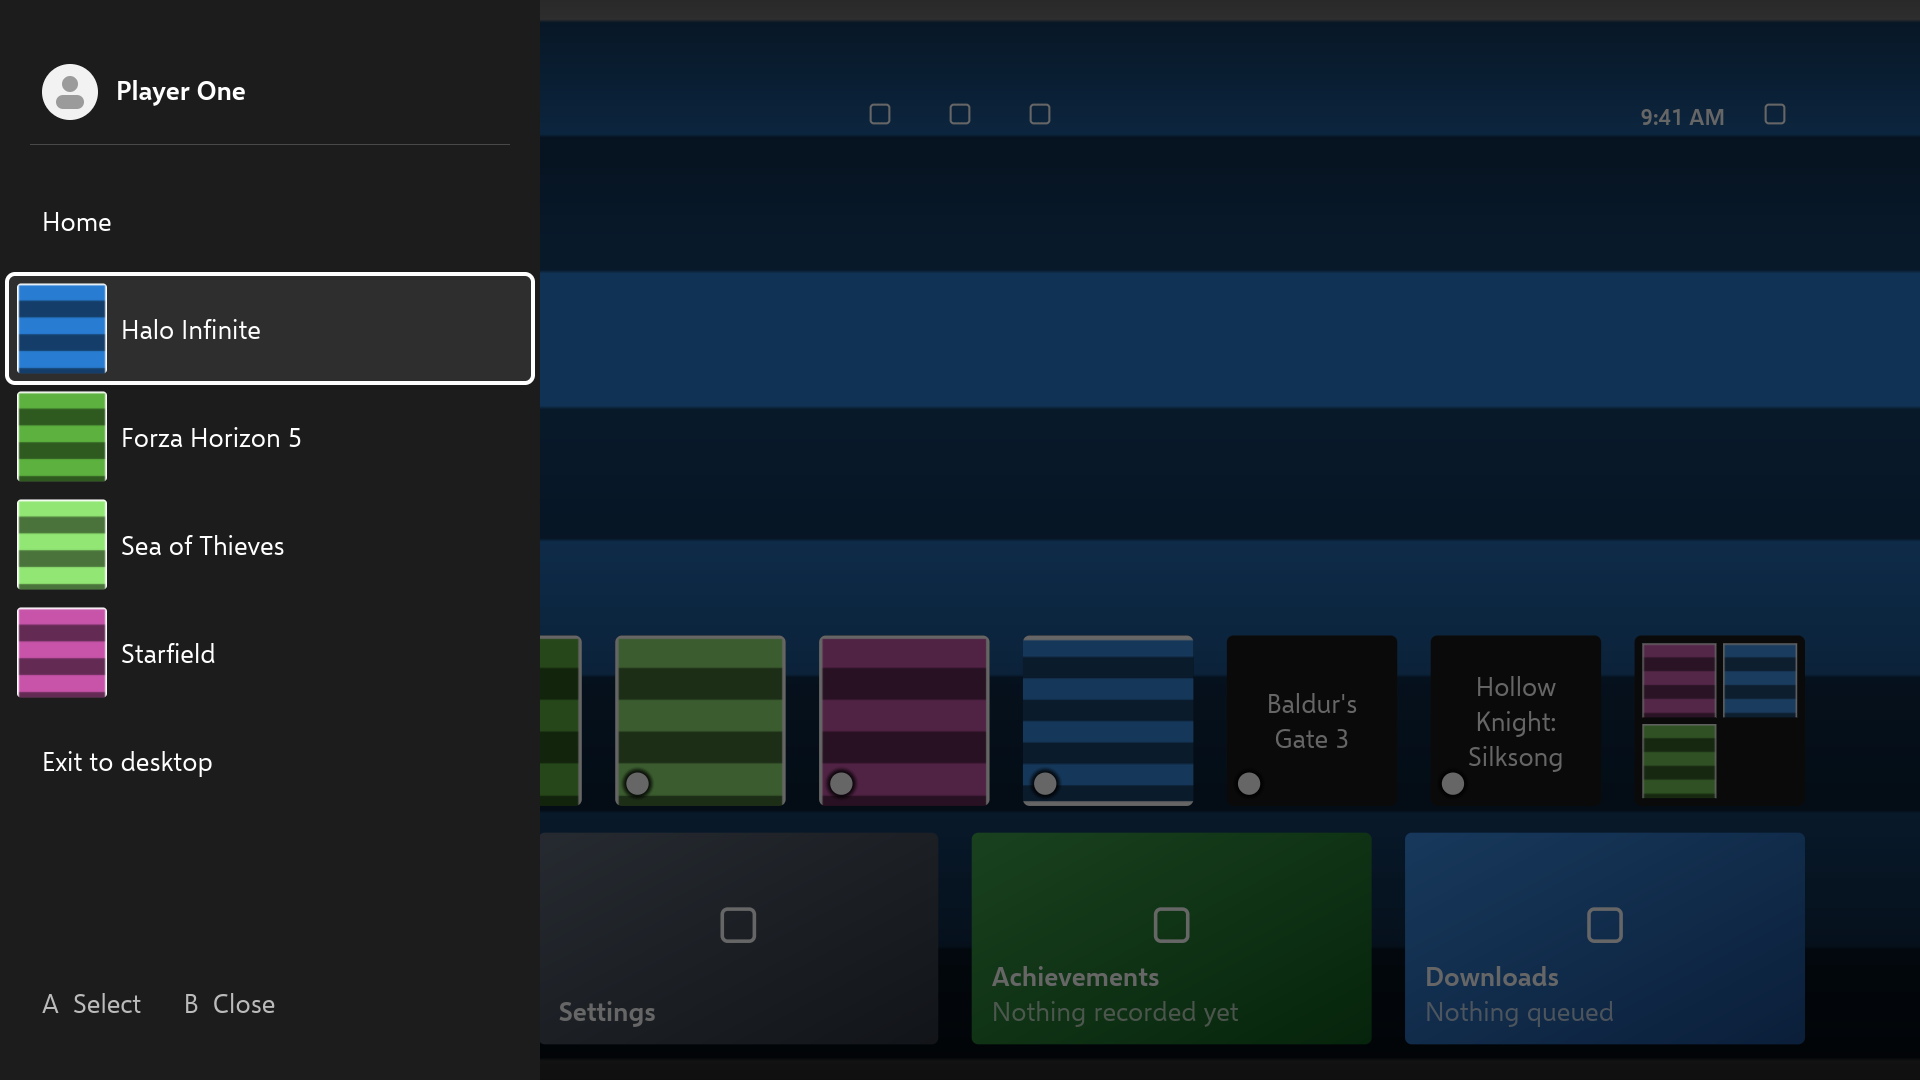 Player One
9:41 AM
Home
Halo Infinite
Forza Horizon 5
Sea of Thieves
Starfield
Exit to desktop
A Select B Close
Baldur's
Gate 3
Hollow
Knight:
Silksong
Settings
Achievements
Nothing recorded yet
Downloads
Nothing queued